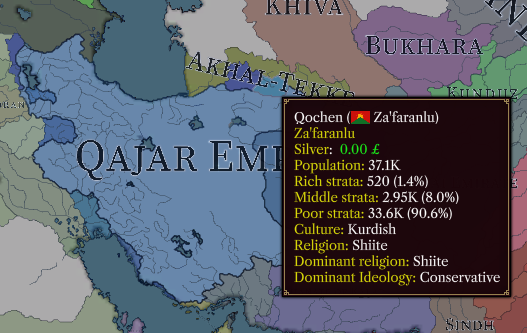 KHIVA
BUKHARA
AKHAL-TEKKE
KUNDUZ
QAJAR EMI
Qochen (Za'faranlu)
Za'faranlu
Silver: 0.00 £
Population: 37.1K
Rich strata: 520 (1.4%)
Middle strata: 2.95K (8.0%)
Poor strata: 33.6K (90.6%)
Culture: Kurdish
Religion: Shiite
Dominant religion: Shiite
Dominant Ideology: Conservative
SINDH